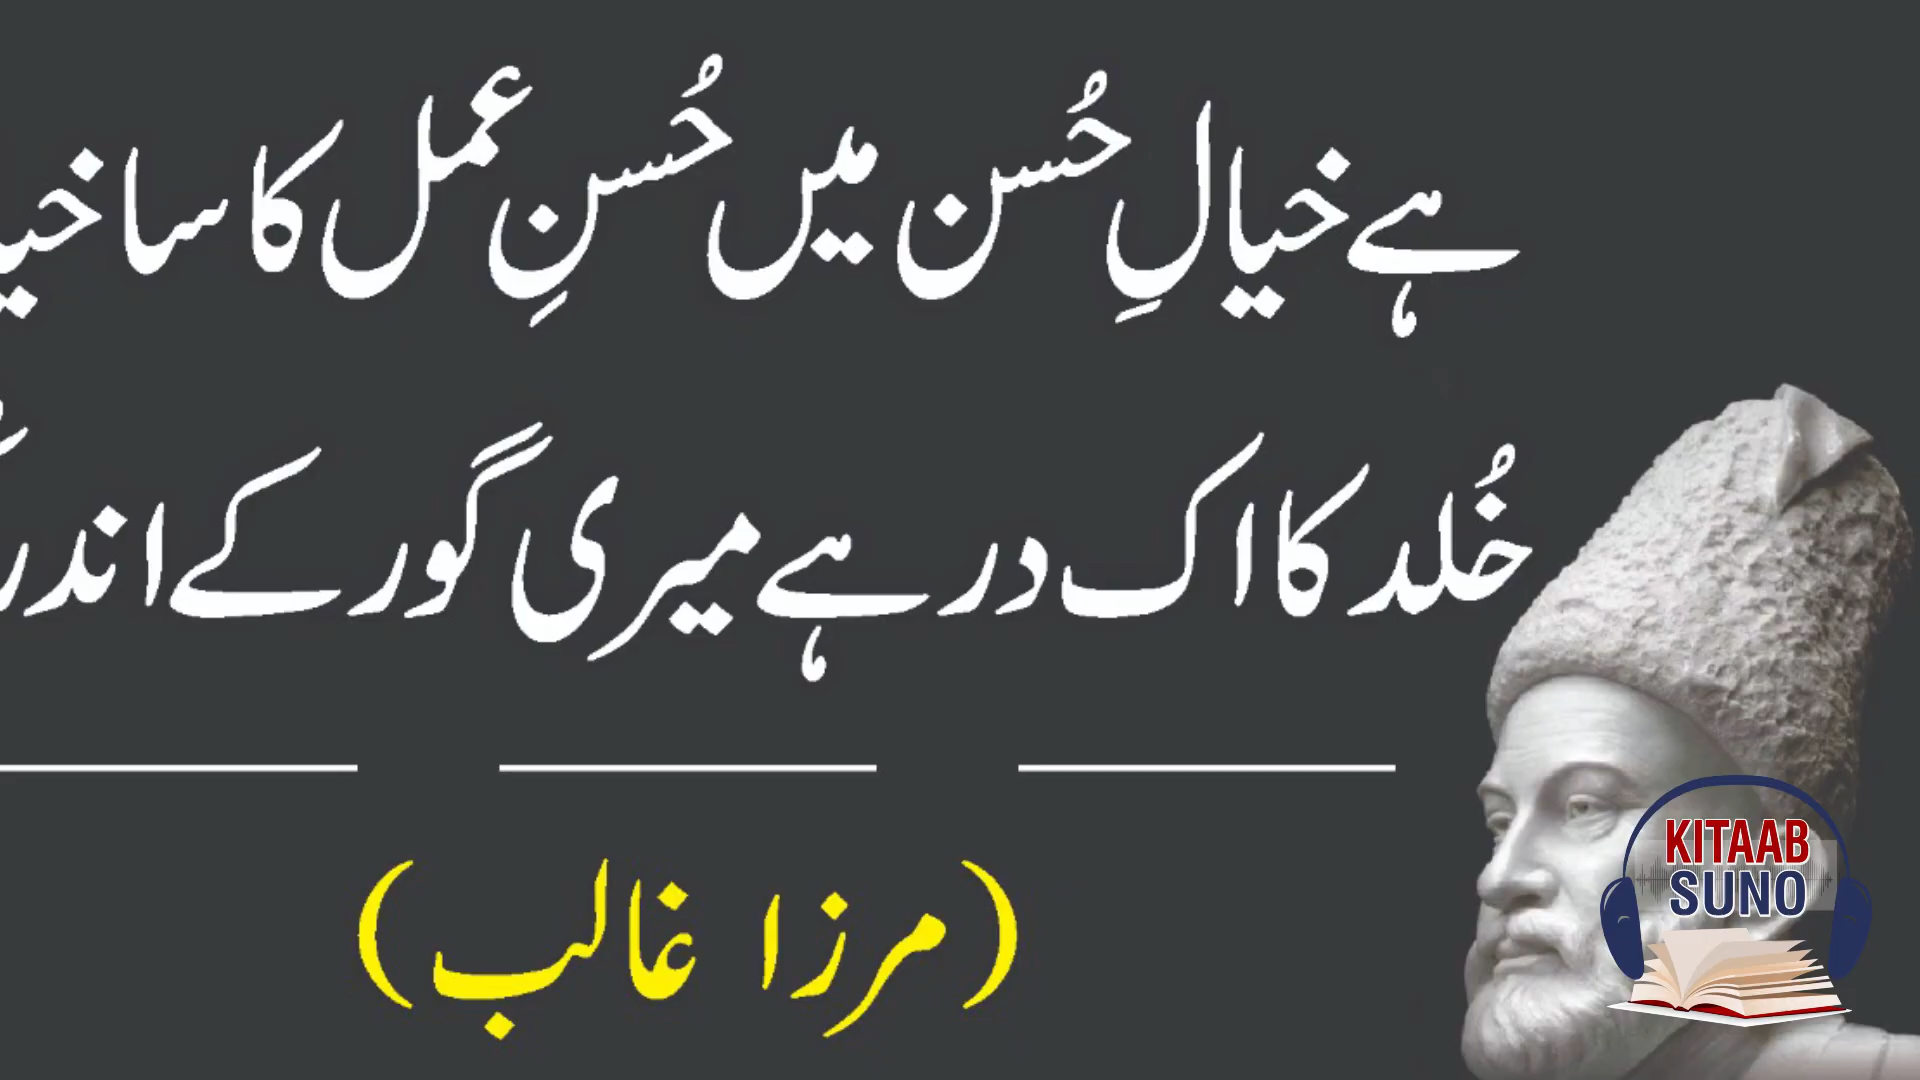 ہے خیالِ حُسن میں حُسنِ عمل کا سا
خُلد کا اک در ہے میری گور کے اندر
(مرزا غالب)
KITAAB
SUNO